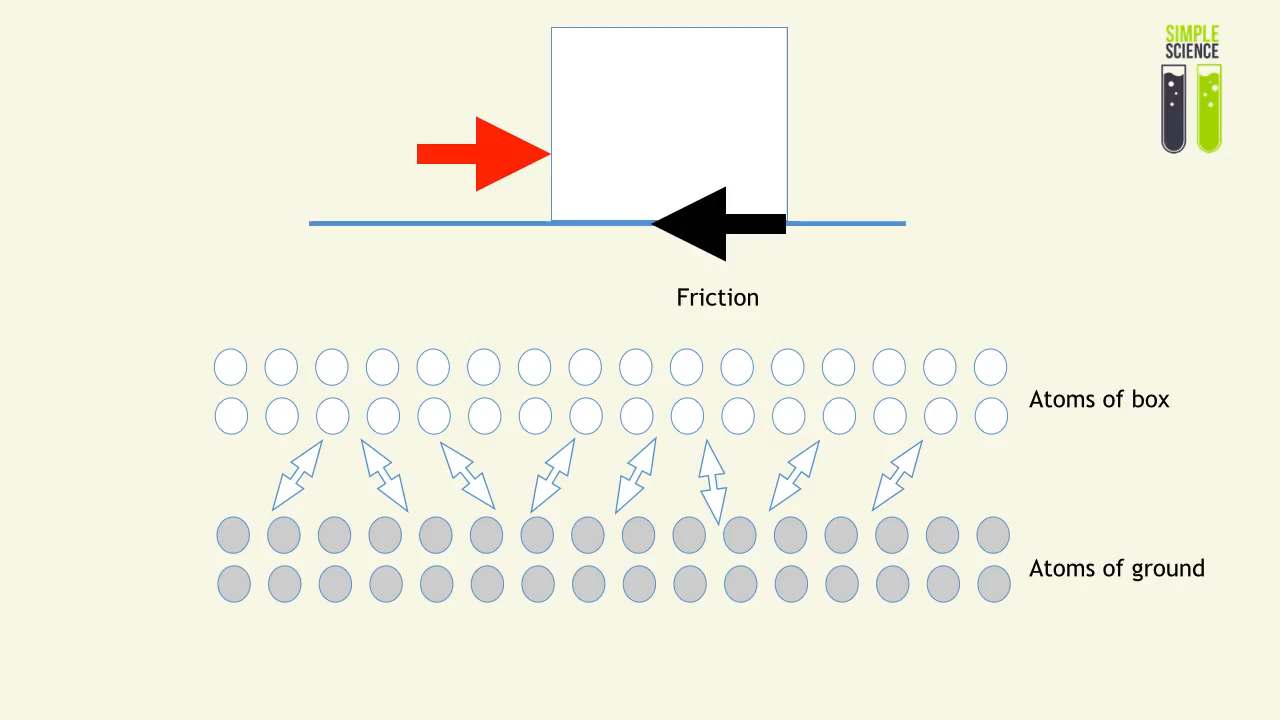 SIMPLE
SCIENCE
Friction
Atoms of box
Atoms of ground